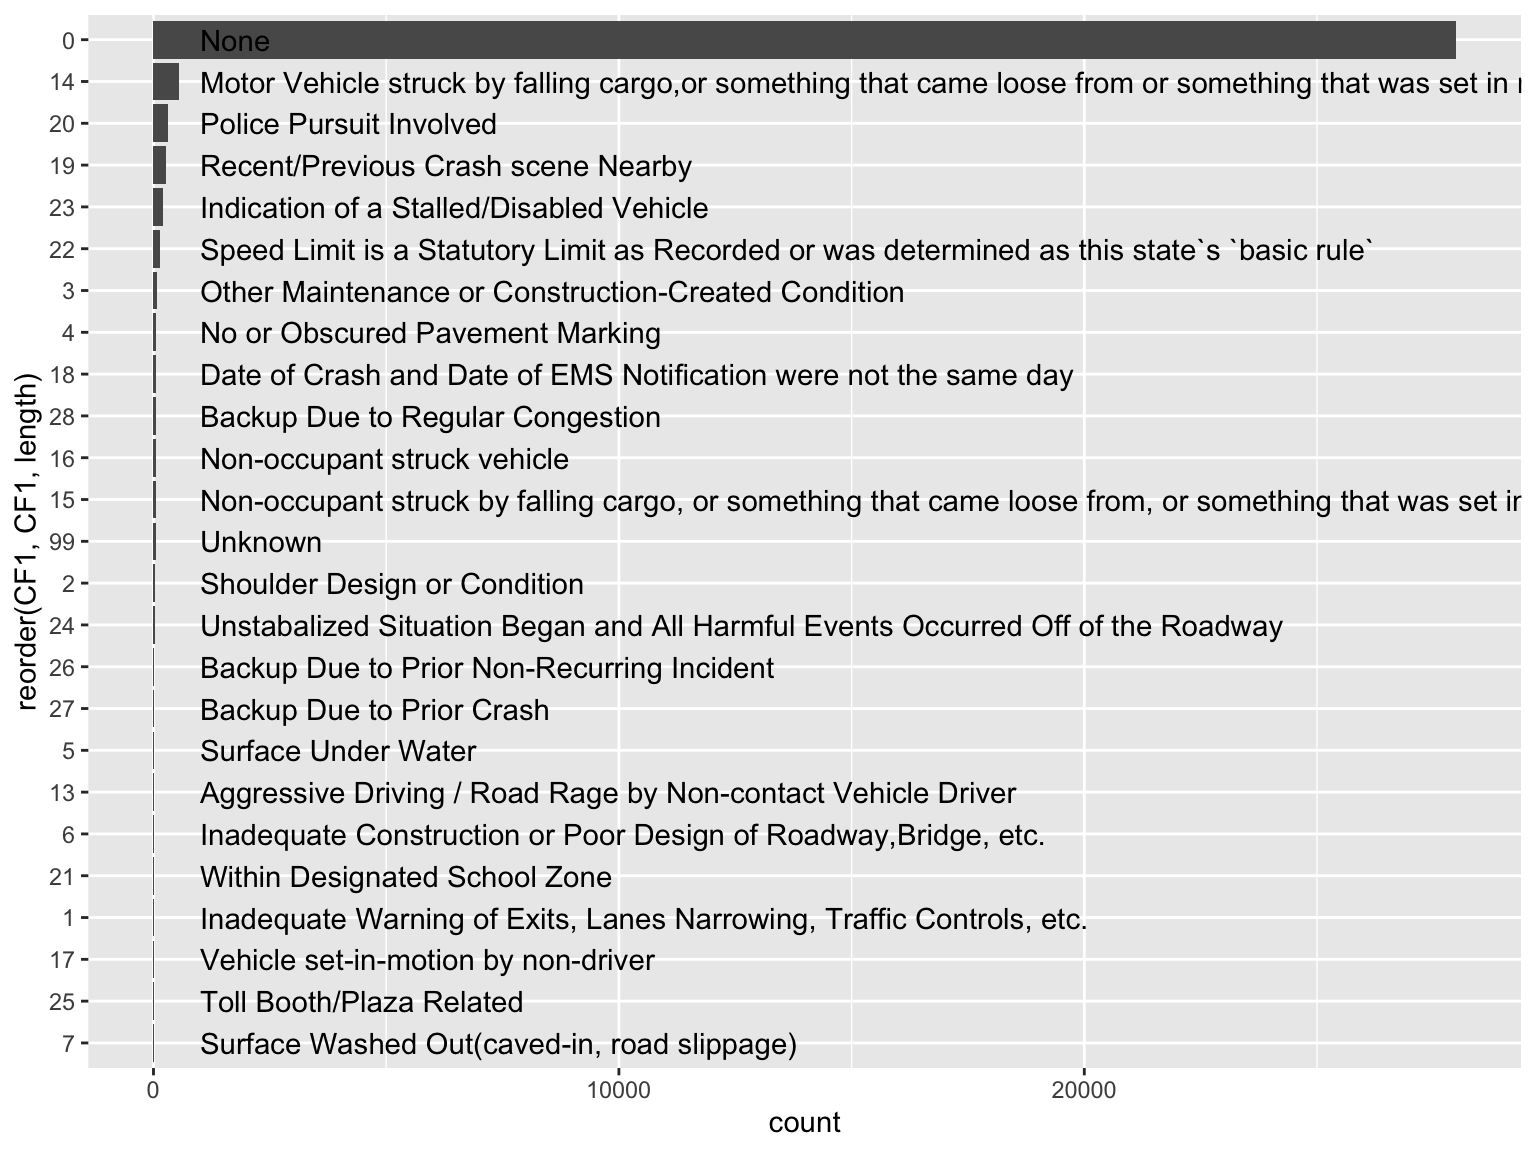 reorder(CF1, CF1, length)
0 None
14 Motor Vehicle struck by falling cargo,or something that came loose from or something that was set in
20 Police Pursuit Involved
19 Recent/Previous Crash scene Nearby
23 Indication of a Stalled/Disabled Vehicle
22 Speed Limit is a Statutory Limit as Recorded or was determined as this state`s `basic rule`
3 Other Maintenance or Construction-Created Condition
4 No or Obscured Pavement Marking
18 Date of Crash and Date of EMS Notification were not the same day
28 Backup Due to Regular Congestion
16 Non-occupant struck vehicle
15 Non-occupant struck by falling cargo, or something that came loose from, or something that was set in
99 Unknown
2 Shoulder Design or Condition
24 Unstabalized Situation Began and All Harmful Events Occurred Off of the Roadway
26 Backup Due to Prior Non-Recurring Incident
27 Backup Due to Prior Crash
5 Surface Under Water
13 Aggressive Driving / Road Rage by Non-contact Vehicle Driver
6 Inadequate Construction or Poor Design of Roadway,Bridge, etc.
21 Within Designated School Zone
1 Inadequate Warning of Exits, Lanes Narrowing, Traffic Controls, etc.
17 Vehicle set-in-motion by non-driver
25 Toll Booth/Plaza Related
7 Surface Washed Out(caved-in, road slippage)
0 10000 20000
count